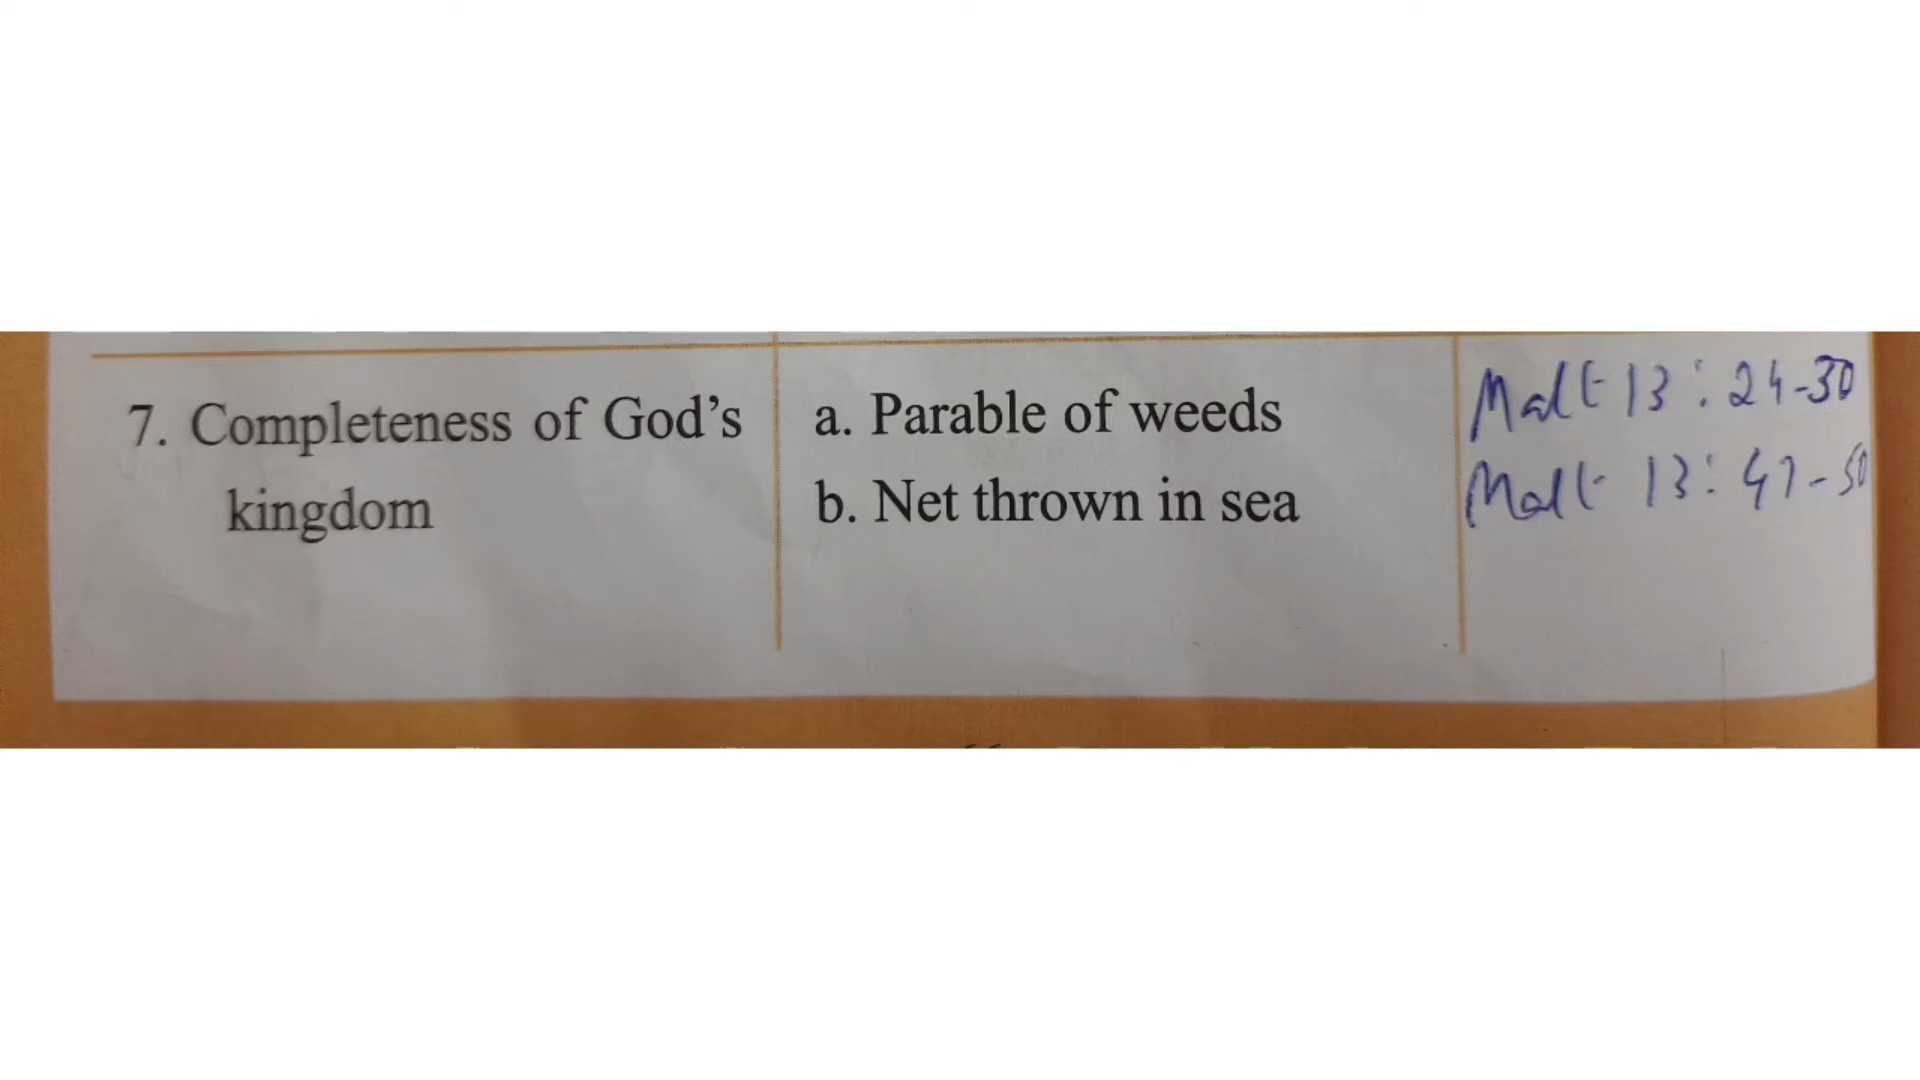 7. Completeness of God's
kingdom
a. Parable of weeds
b. Net thrown in sea
Matt 13 : 24-30
Matt 13 : 47-50